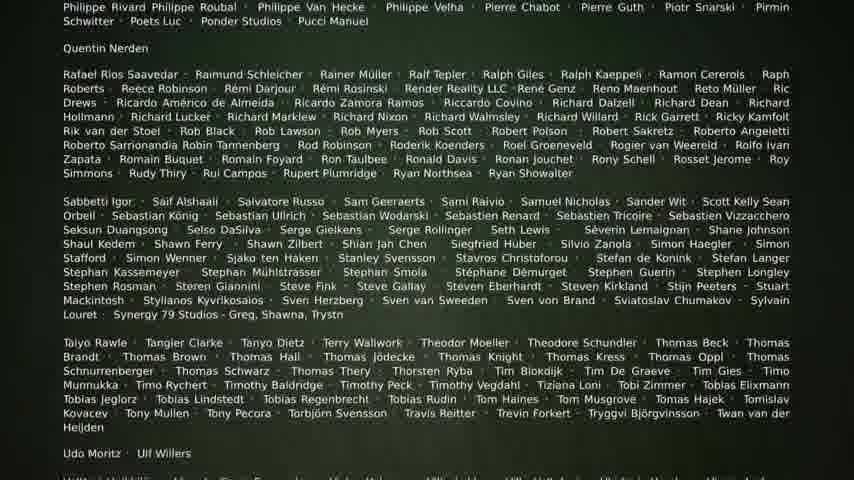 Philippe Rivard Philippe Roubal · Philippe Van Hecke · Philippe Velha · Pierre Chabot · Pierre Guth · Piotr Snarski · Pirmin
Schwitter · Poets Luc · Ponder Studios · Pucci Manuel
Quentin Nerden
Rafael Rios Saavedar · Raimund Schleicher · Rainer Müller · Ralf Tepler · Ralph Giles · Ralph Kaeppeli · Ramon Cererols · Raph
Roberts · Reece Robinson · Rémi Darjour · Rémi Rosinski · Render Reality LLC · René Genz · Reno Maenhout · Reto Müller · Ric
Drews · Ricardo Américo de Almeida · Ricardo Zamora Ramos · Riccardo Covino · Richard Dalzell · Richard Dean · Richard
Hollmann · Richard Lucker · Richard Marklew · Richard Nixon · Richard Walmsley · Richard Willard · Rick Garrett · Ricky Kamfolt
Rik van der Stoel · Rob Black · Rob Lawson · Rob Myers · Rob Scott · Robert Poison · Robert Sakretz · Roberto Angeletti
Roberto Sarrionandia Robin Tannenberg · Rod Robinson · Roderik Koenders · Roel Groeneveld · Rogier van Weereld · Rolfo Ivan
Zapata · Romain Buquet · Romain Foyard · Ron Taulbee · Ronald Davis · Ronan Jouchet · Rony Schell · Rosset Jerome · Roy
Simmons · Rudy Thiry · Rui Campos · Rupert Plumridge · Ryan Northsea · Ryan Showalter
Sabbetti Igor · Saif Alshaali · Salvatore Russo · Sam Geeraerts · Sami Raivio · Samuel Nicholas · Sander Wit · Scott Kelly Sean
Orbeil · Sebastian König · Sebastian Ullrich · Sebastian Wodarski · Sebastien Renard · Sebastien Tricoire · Sebastien Vizzacchero
Seksun Duangsong · Selso DaSilva · Serge Gielkens · Serge Rollinger · Seth Lewis · Séverin Lemaignan · Shane Johnson
Shaul Kedem · Shawn Ferry · Shawn Zilbert · Shian Jan Chen · Siegfried Huber · Silvio Zanola · Simon Haegler · Simon
Stafford · Simon Wenner · Sjako ten Haken · Stanley Svensson · Stavros Christoforou · Stefan de Konink · Stefan Langer
Stephan Kassemeyer · Stephan Mühlstrasser · Stephan Smola · Stéphane Démurget · Stephen Guerin · Stephen Longley
Stephen Rosman · Steren Giannini · Steve Fink · Steve Gallay · Steven Eberhardt · Steven Kirkland · Stijn Peeters · Stuart
Mackintosh · Stylianos Kyvrikosaios · Sven Herzberg · Sven van Sweeden · Sven von Brand · Sviatoslav Chumakov · Sylvain
Louret · Synergy 79 Studios - Greg, Shawna, Trystn
Taiyo Rawle · Tangier Clarke · Tanyo Dietz · Terry Wallwork · Theodor Moeller · Theodore Schundler · Thomas Beck · Thomas
Brandt · Thomas Brown · Thomas Hall · Thomas Jödecke · Thomas Knight · Thomas Kress · Thomas Oppl · Thomas
Schnurrenberger · Thomas Schwarz · Thomas Thery · Thorsten Ryba · Tim Blokdijk · Tim De Graeve · Tim Gies · Timo
Munnukka · Timo Rychert · Timothy Baldridge · Timothy Peck · Timothy Vegdahl · Tiziana Loni · Tobi Zimmer · Tobias Elixmann
Tobias Jeglorz · Tobias Lindstedt · Tobias Regenbrecht · Tobias Rudin · Tom Haines · Tom Musgrove · Tomas Hajek · Tomislav
Kovacev · Tony Mullen · Tony Pecora · Torbjörn Svensson · Travis Reitter · Trevin Forkert · Tryggvi Björgvinsson · Twan van der
Heijden
Udo Moritz · Ulf Willers